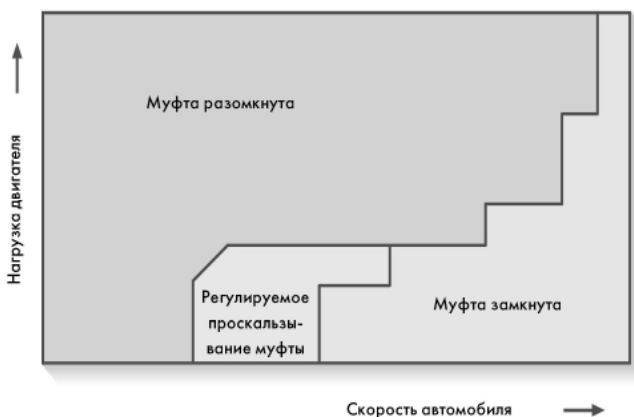 Муфта разомкнута
Нагрузка двигателя
Регулируемое
проскальзы-
вание муфты
Муфта замкнута
Скорость автомобиля